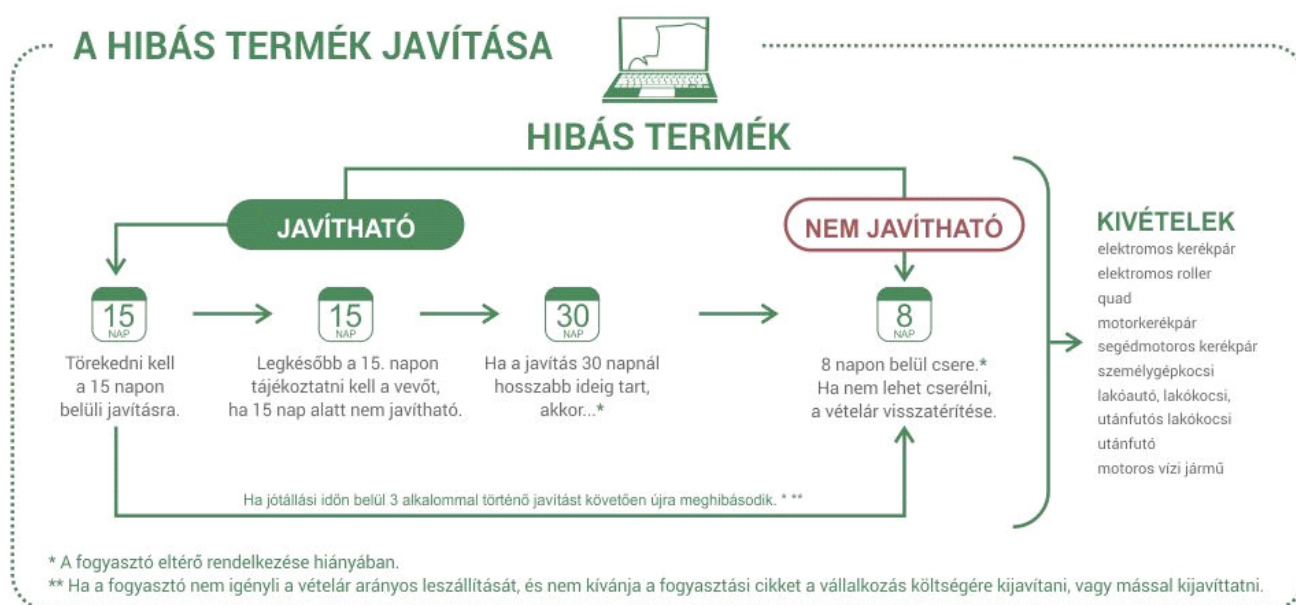 A HIBÁS TERMÉK JAVÍTÁSA
HIBÁS TERMÉK
JAVÍTHATÓ
NEM JAVÍTHATÓ
15
NAP
Törekedni kell
a 15 napon
belüli javításra.
15
NAP
Legkésőbb a 15. napon
tájékoztatni kell a vevőt,
ha 15 nap alatt nem javítható.
30
NAP
Ha a javítás 30 napnál
hosszabb ideig tart,
akkor...*
8
NAP
8 napon belül csere.*
Ha nem lehet cserélni,
a vételár visszatérítése.
Ha jótállási időn belül 3 alkalommal történő javítást követően újra meghibásodik. * **
KIVÉTELEK
elektromos kerékpár
elektromos roller
quad
motorkerékpár
segédmotoros kerékpár
személygépkocsi
lakóautó, lakókocsi,
utánfutós lakókocsi
utánfutó
motoros vízi jármű
* A fogyasztó eltérő rendelkezése hiányában.
** Ha a fogyasztó nem igényli a vételár arányos leszállítását, és nem kívánja a fogyasztási cikket a vállalkozás költségére kijavítani, vagy mással kijavíttatni.